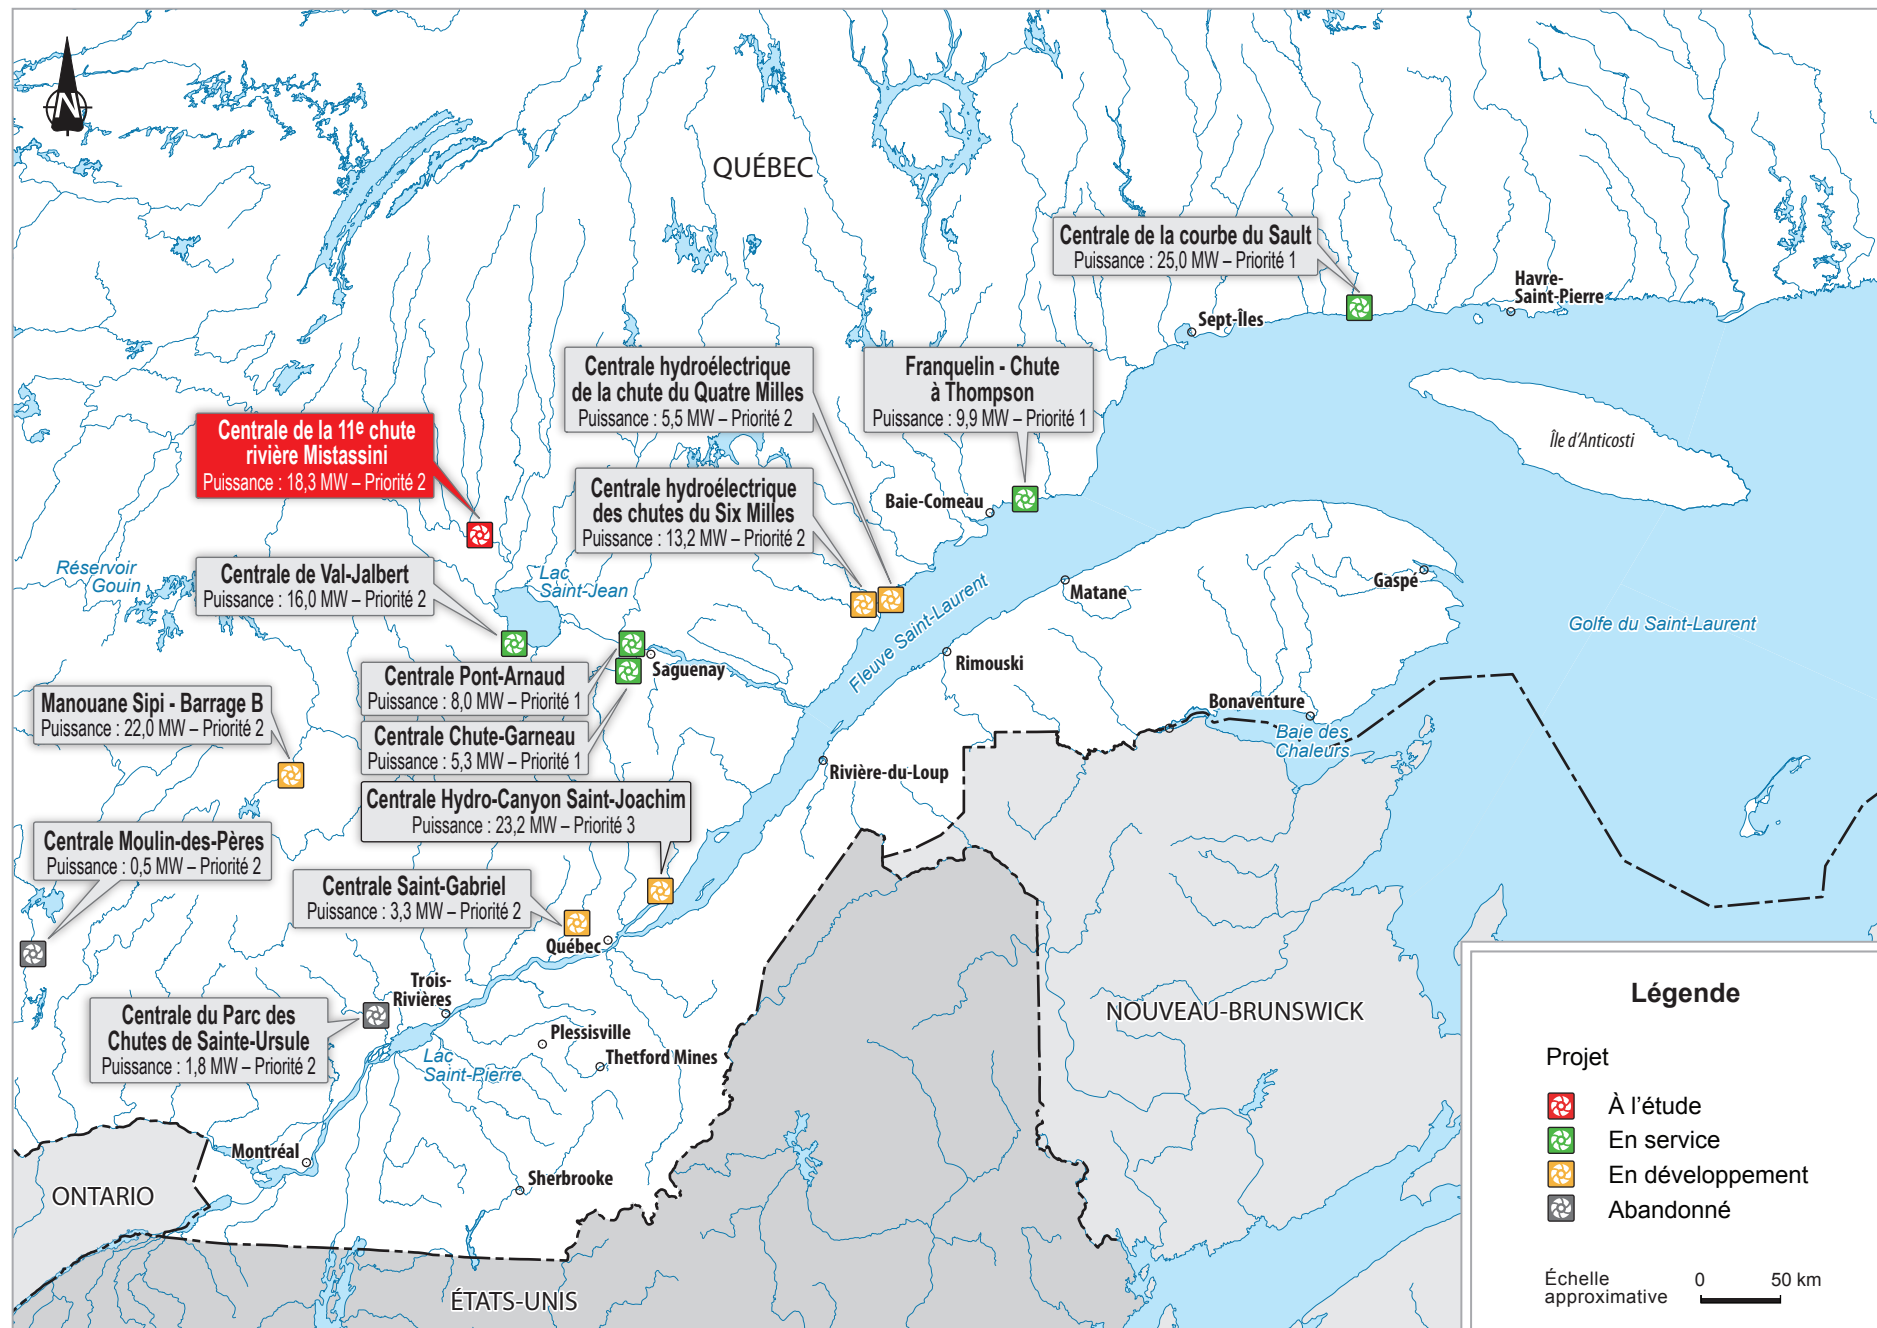 N
QUÉBEC
Centrale de la courbe du Sault
Puissance : 25,0 MW – Priorité 1
Havre-
Saint-Pierre
Sept-Îles
Centrale hydroélectrique
de la chute du Quatre Milles
Puissance : 5,5 MW – Priorité 2
Franquelin - Chute
à Thompson
Puissance : 9,9 MW – Priorité 1
Centrale de la 11e chute
rivière Mistassini
Puissance : 18,3 MW – Priorité 2
Île d'Anticosti
Centrale hydroélectrique
des chutes du Six Milles
Puissance : 13,2 MW – Priorité 2
Baie-Comeau
Réservoir
Gouin
Centrale de Val-Jalbert
Puissance : 16,0 MW – Priorité 2
Lac
Saint-Jean
Matane
Gaspé
Fleuve Saint-Laurent
Golfe du Saint-Laurent
Saguenay
Rimouski
Centrale Pont-Arnaud
Puissance : 8,0 MW – Priorité 1
Manouane Sipi - Barrage B
Puissance : 22,0 MW – Priorité 2
Bonaventure
Baie des
Chaleurs
Centrale Chute-Garneau
Puissance : 5,3 MW – Priorité 1
Rivière-du-Loup
Centrale Hydro-Canyon Saint-Joachim
Puissance : 23,2 MW – Priorité 3
Centrale Moulin-des-Pères
Puissance : 0,5 MW – Priorité 2
Centrale Saint-Gabriel
Puissance : 3,3 MW – Priorité 2
Québec
Trois-
Rivières
Centrale du Parc des
Chutes de Sainte-Ursule
Puissance : 1,8 MW – Priorité 2
Plessisville
Thetford Mines
Lac
Saint-Pierre
NOUVEAU-BRUNSWICK
Montréal
Sherbrooke
ONTARIO
ÉTATS-UNIS
Légende
Projet
À l'étude
En service
En développement
Abandonné
Échelle
approximative
0 50 km